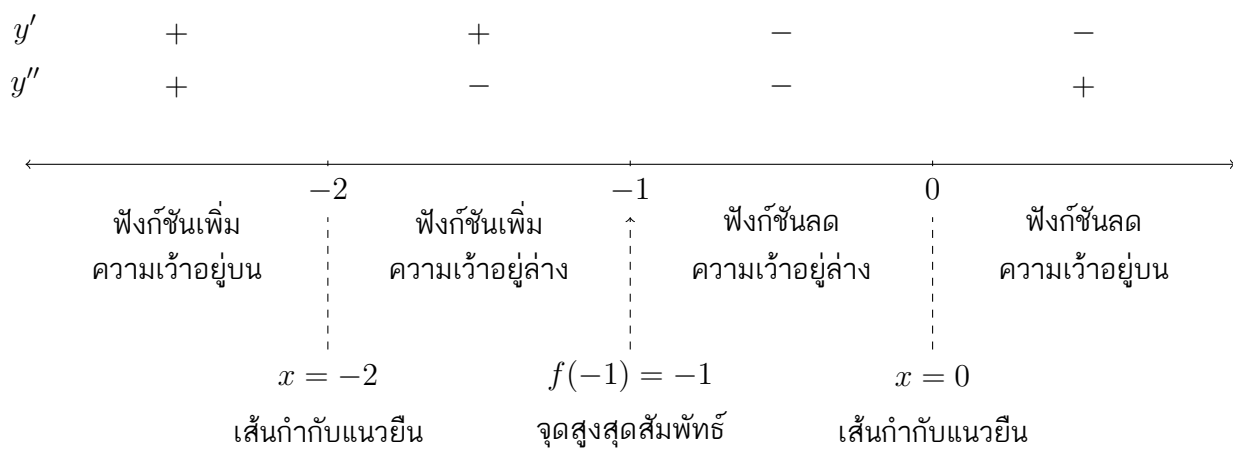 y′ + + − −
y″ + − − +
−2 −1 0
ฟังก์ชันเพิ่ม ฟังก์ชันเพิ่ม ฟังก์ชันลด ฟังก์ชันลด
ความเว้าอยู่บน ความเว้าอยู่ล่าง ความเว้าอยู่ล่าง ความเว้าอยู่บน
x = −2 f(−1) = −1 x = 0
เส้นกำกับแนวยืน จุดสูงสุดสัมพัทธ์ เส้นกำกับแนวยืน